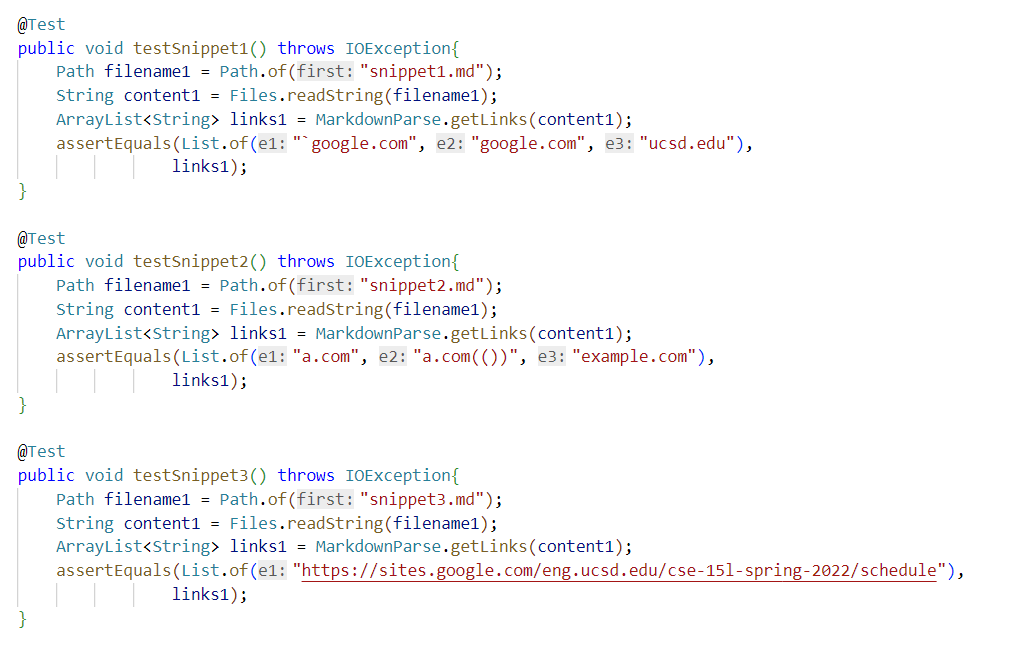 @Test
public void testSnippet1() throws IOException{
Path filename1 = Path.of(first: "snippet1.md");
String content1 = Files.readString(filename1);
ArrayList<String> links1 = MarkdownParse.getLinks(content1);
assertEquals(List.of(e1: "`google.com", e2: "google.com", e3: "ucsd.edu"),
links1);
}
@Test
public void testSnippet2() throws IOException{
Path filename1 = Path.of(first: "snippet2.md");
String content1 = Files.readString(filename1);
ArrayList<String> links1 = MarkdownParse.getLinks(content1);
assertEquals(List.of(e1: "a.com", e2: "a.com(())", e3: "example.com"),
links1);
}
@Test
public void testSnippet3() throws IOException{
Path filename1 = Path.of(first: "snippet3.md");
String content1 = Files.readString(filename1);
ArrayList<String> links1 = MarkdownParse.getLinks(content1);
assertEquals(List.of(e1: "https://sites.google.com/eng.ucsd.edu/cse-15l-spring-2022/schedule"),
links1);
}